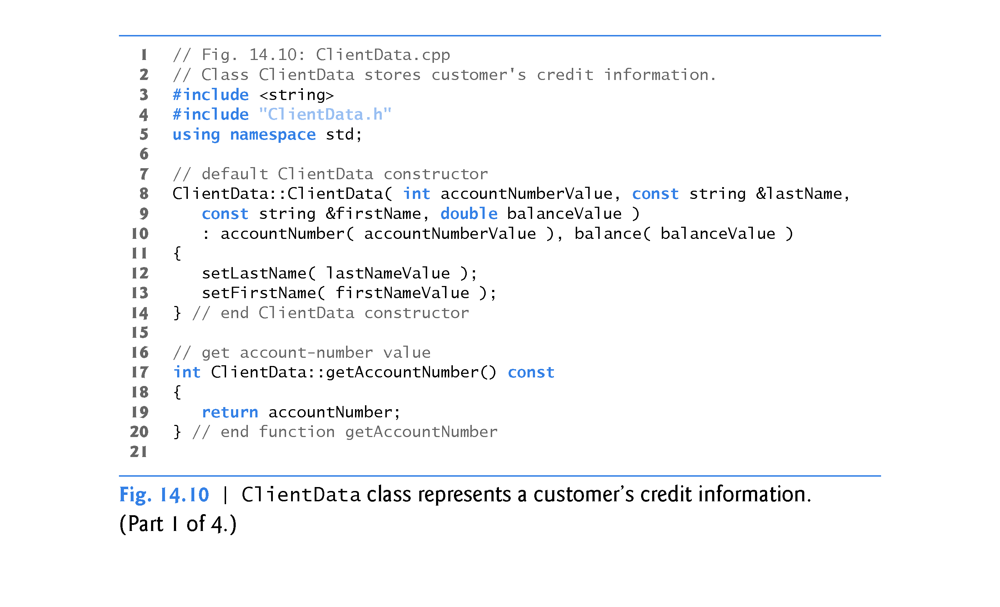 1 // Fig. 14.10: ClientData.cpp
2 // Class ClientData stores customer's credit information.
3 #include <string>
4 #include "ClientData.h"
5 using namespace std;
6
7 // default ClientData constructor
8 ClientData::ClientData( int accountNumberValue, const string &lastName,
9    const string &firstName, double balanceValue )
10    : accountNumber( accountNumberValue ), balance( balanceValue )
11 {
12    setLastName( lastNameValue );
13    setFirstName( firstNameValue );
14 } // end ClientData constructor
15
16 // get account-number value
17 int ClientData::getAccountNumber() const
18 {
19    return accountNumber;
20 } // end function getAccountNumber
21
Fig. 14.10 | ClientData class represents a customer’s credit information.
(Part 1 of 4.)